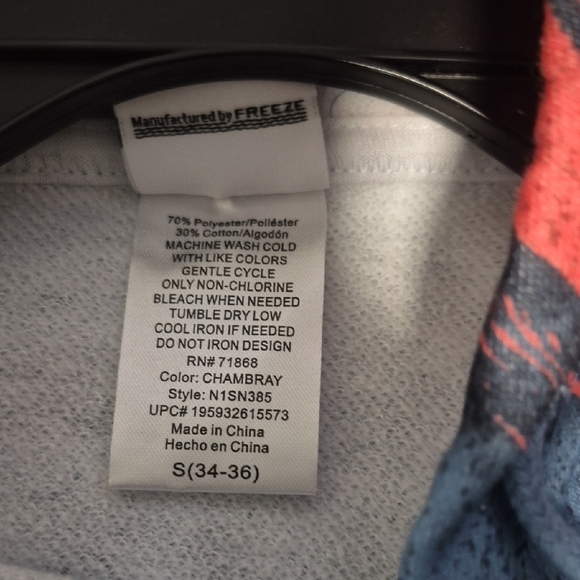 Manufactured by FREEZE
70% Polyester/Poliéster
30% Cotton/Algodón
MACHINE WASH COLD
WITH LIKE COLORS
GENTLE CYCLE
ONLY NON-CHLORINE
BLEACH WHEN NEEDED
TUMBLE DRY LOW
COOL IRON IF NEEDED
DO NOT IRON DESIGN
RN# 71868
Color: CHAMBRAY
Style: N1SN385
UPC# 195932615573
Made in China
Hecho en China
S(34-36)